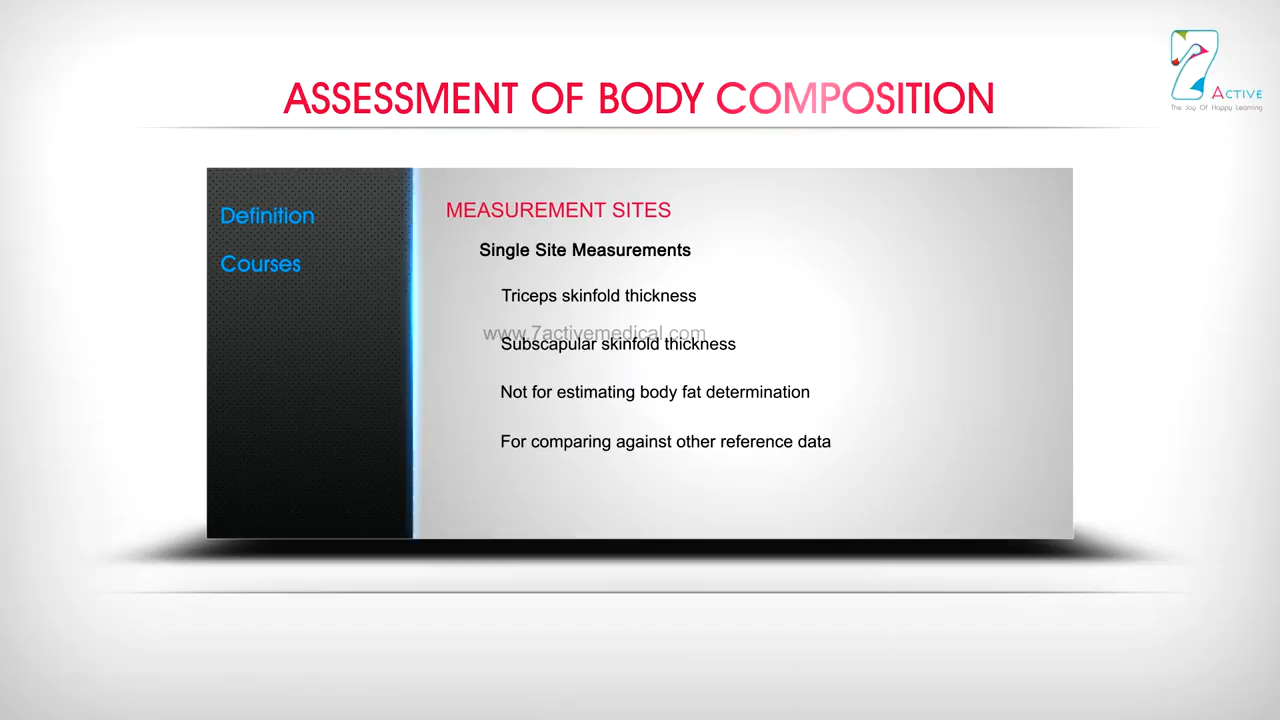 ASSESSMENT OF BODY COMPOSITION
7 ACTIVE
The Joy Of Happy Learning
Definition
Courses
MEASUREMENT SITES
Single Site Measurements
Triceps skinfold thickness
www.7activemedical.com
Subscapular skinfold thickness
Not for estimating body fat determination
For comparing against other reference data